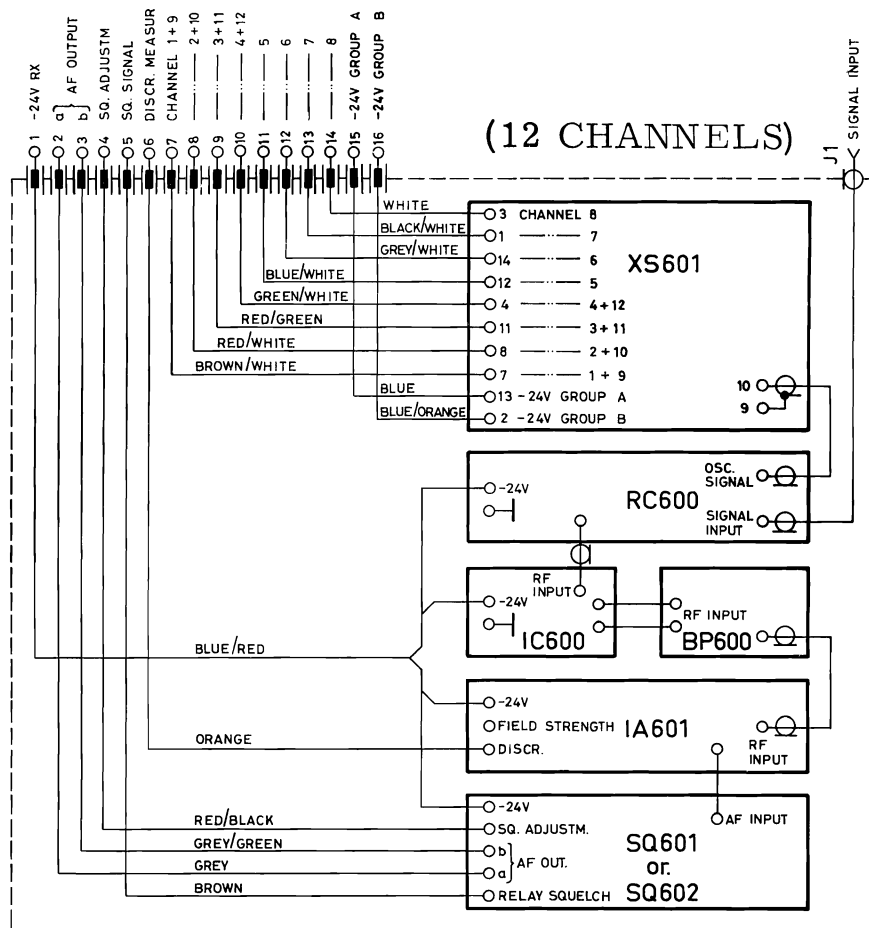 -24V RX
a } AF OUTPUT
b }
SQ. ADJUSTM
SQ. SIGNAL
DISCR. MEASUR
CHANNEL 1+9
—··— 2+10
—··— 3+11
—··— 4+12
—··— 5
—··— 6
—··— 7
—··— 8
-24V GROUP A
-24V GROUP B
1 2 3 4 5 6 7 8 9 10 11 12 13 14 15 16
(12 CHANNELS)
J1
SIGNAL INPUT
WHITE
BLACK/WHITE
GREY/WHITE
BLUE/WHITE
GREEN/WHITE
RED/GREEN
RED/WHITE
BROWN/WHITE
BLUE
BLUE/ORANGE
3 CHANNEL 8
1 —··— 7
14 —··— 6
12 —··— 5
4 —··— 4+12
11 —··— 3+11
8 —··— 2+10
7 —··— 1+9
13 -24V GROUP A
2 -24V GROUP B
XS601
10
9
-24V
RC600
OSC.
SIGNAL
SIGNAL
INPUT
-24V
RF
INPUT
IC600
RF INPUT
BP600
BLUE/RED
-24V
FIELD STRENGTH
DISCR.
IA601
RF
INPUT
ORANGE
-24V
SQ. ADJUSTM.
b } AF OUT.
a }
RELAY SQUELCH
AF INPUT
SQ601
or.
SQ602
RED/BLACK
GREY/GREEN
GREY
BROWN